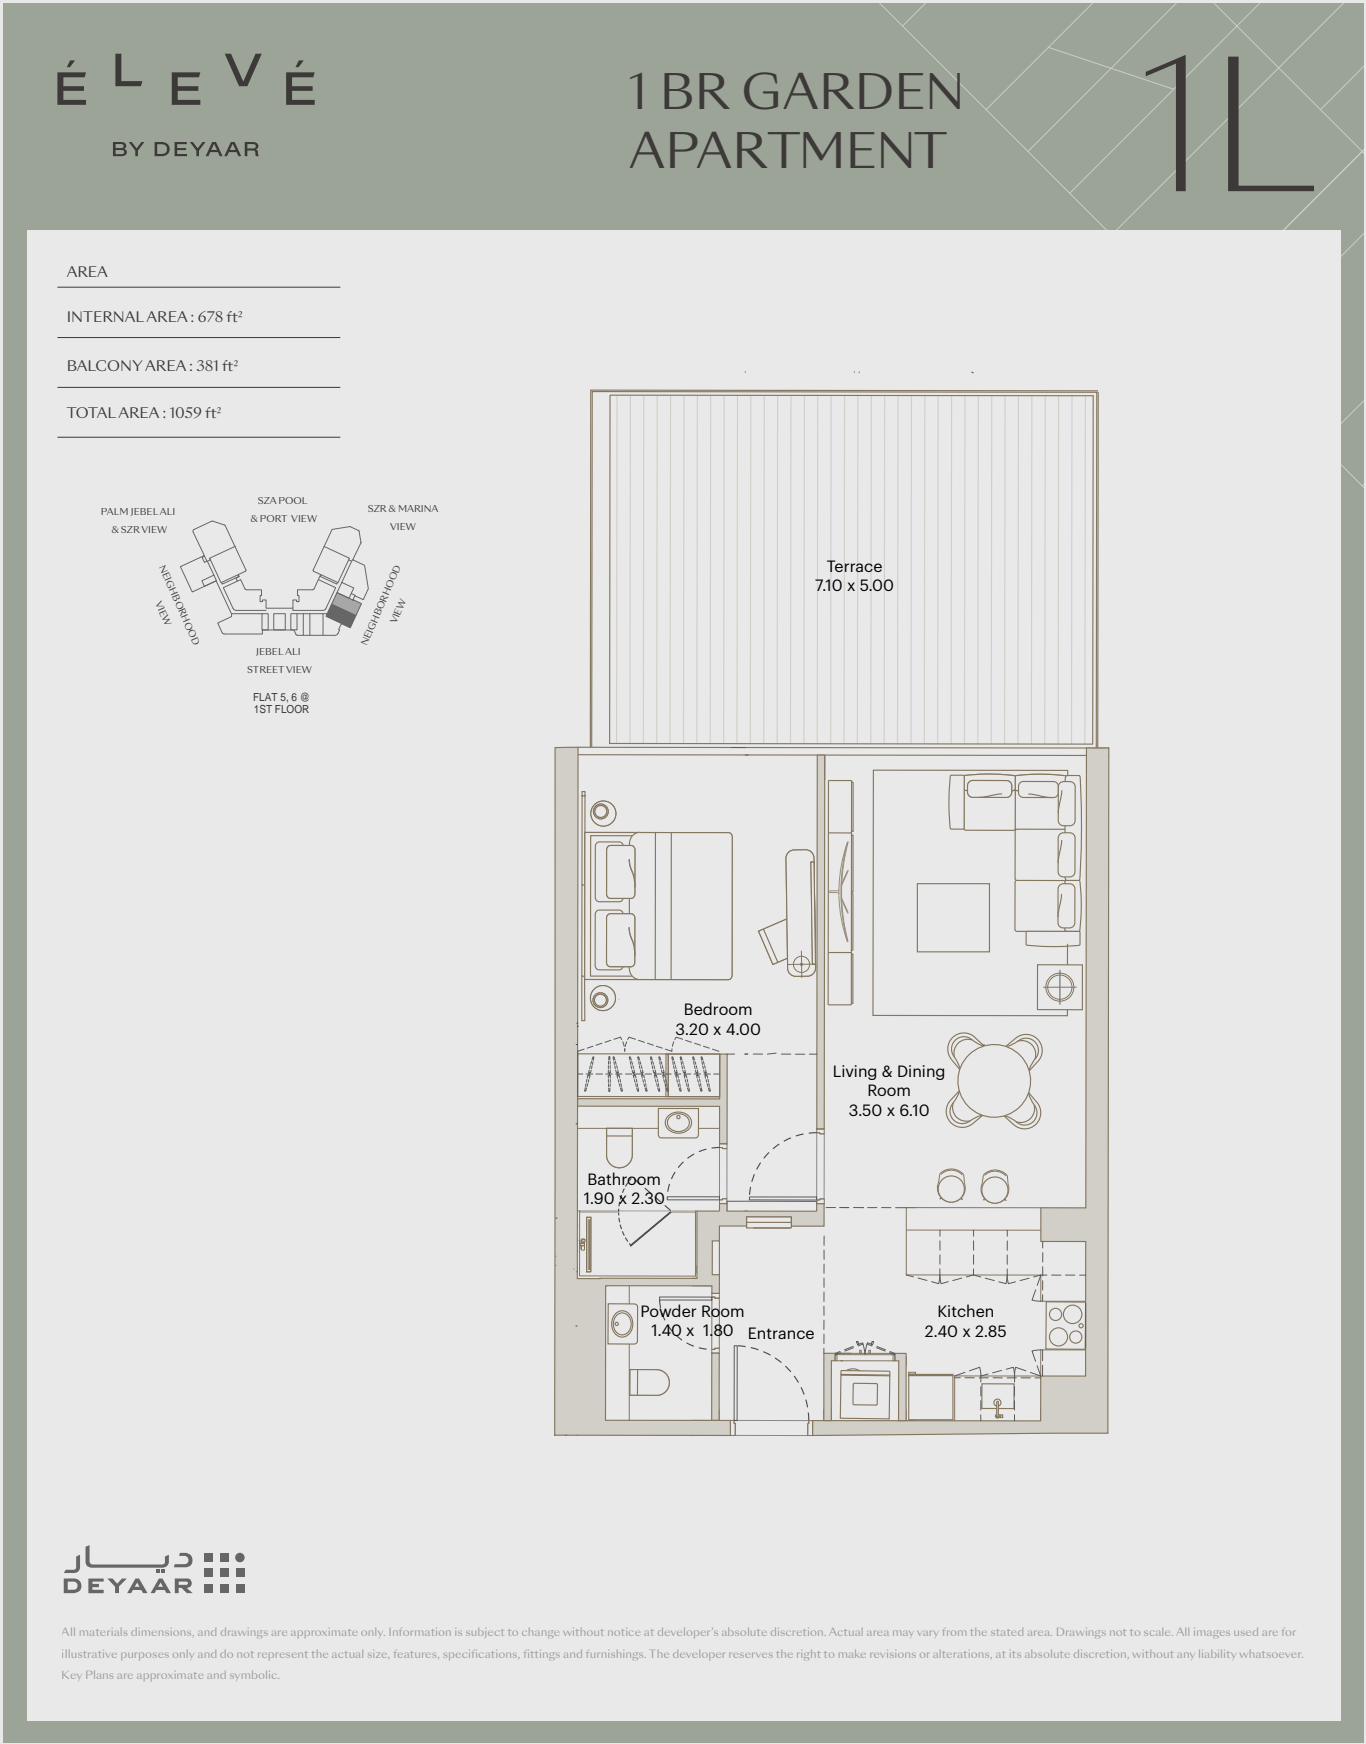 ÉLEVÉ
BY DEYAAR
1 BR GARDEN
APARTMENT
1L
AREA
INTERNAL AREA : 678 ft²
BALCONY AREA : 381 ft²
TOTAL AREA : 1059 ft²
PALM JEBEL ALI
& SZR VIEW
SZA POOL
& PORT VIEW
SZR & MARINA
VIEW
NEIGHBORHOOD
VIEW
NEIGHBORHOOD
VIEW
JEBEL ALI
STREET VIEW
FLAT 5, 6 @
1ST FLOOR
Terrace
7.10 x 5.00
Bedroom
3.20 x 4.00
Living & Dining
Room
3.50 x 6.10
Bathroom
1.90 x 2.30
Powder Room
1.40 x 1.80
Entrance
Kitchen
2.40 x 2.85
ديار
DEYAAR
All materials dimensions, and drawings are approximate only. Information is subject to change without notice at developer's absolute discretion. Actual area may vary from the stated area. Drawings not to scale. All images used are for
illustrative purposes only and do not represent the actual size, features, specifications, fittings and furnishings. The developer reserves the right to make revisions or alterations, at its absolute discretion, without any liability whatsoever.
Key Plans are approximate and symbolic.